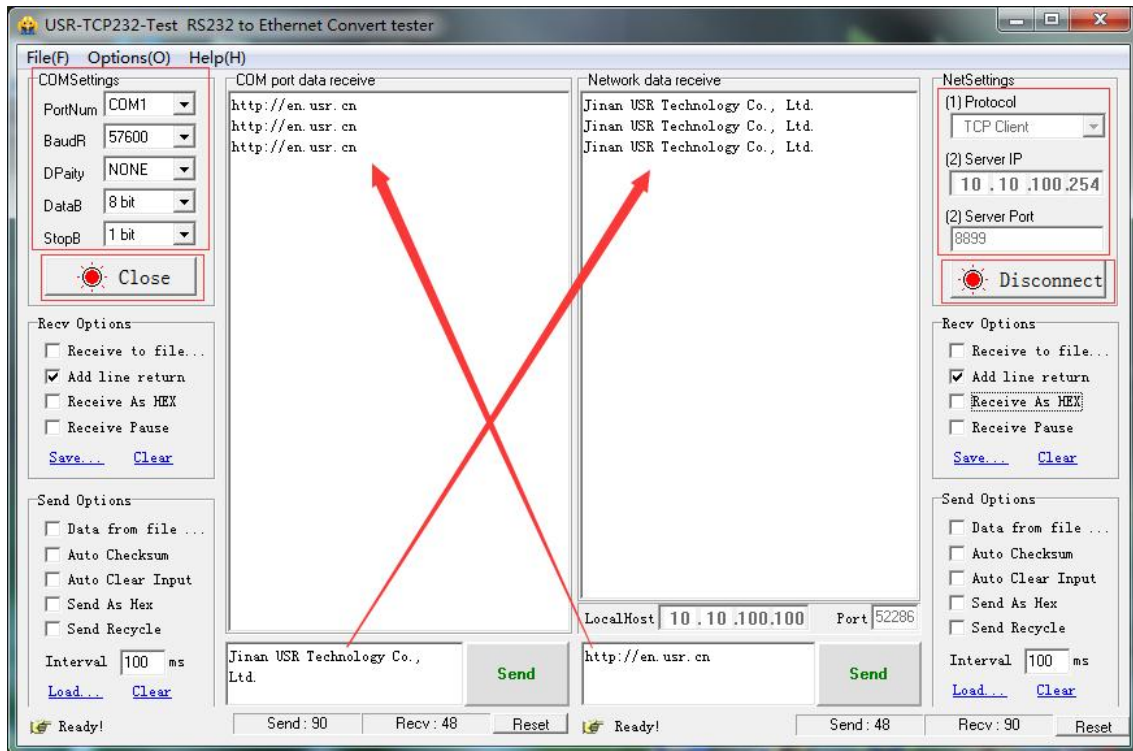 USR-TCP232-Test RS232 to Ethernet Convert tester
File(F) Options(O) Help(H)
COMSettings
PortNum COM1
BaudR 57600
DPaity NONE
DataB 8 bit
StopB 1 bit
Close
Recv Options
Receive to file...
Add line return
Receive As HEX
Receive Pause
Save... Clear
Send Options
Data from file ...
Auto Checksum
Auto Clear Input
Send As Hex
Send Recycle
Interval 100 ms
Load... Clear
Ready!
COM port data receive
http://en.usr.cn
http://en.usr.cn
http://en.usr.cn
Jinan USR Technology Co.,
Ltd.
Send
Send : 90 Recv : 48 Reset
Network data receive
Jinan USR Technology Co., Ltd.
Jinan USR Technology Co., Ltd.
Jinan USR Technology Co., Ltd.
LocalHost 10 . 10 .100.100 Port 52286
http://en.usr.cn
Send
Ready!
Send : 48 Recv : 90 Reset
NetSettings
(1) Protocol
TCP Client
(2) Server IP
10 . 10 .100.254
(2) Server Port
8899
Disconnect
Recv Options
Receive to file...
Add line return
Receive As HEX
Receive Pause
Save... Clear
Send Options
Data from file ...
Auto Checksum
Auto Clear Input
Send As Hex
Send Recycle
Interval 100 ms
Load... Clear